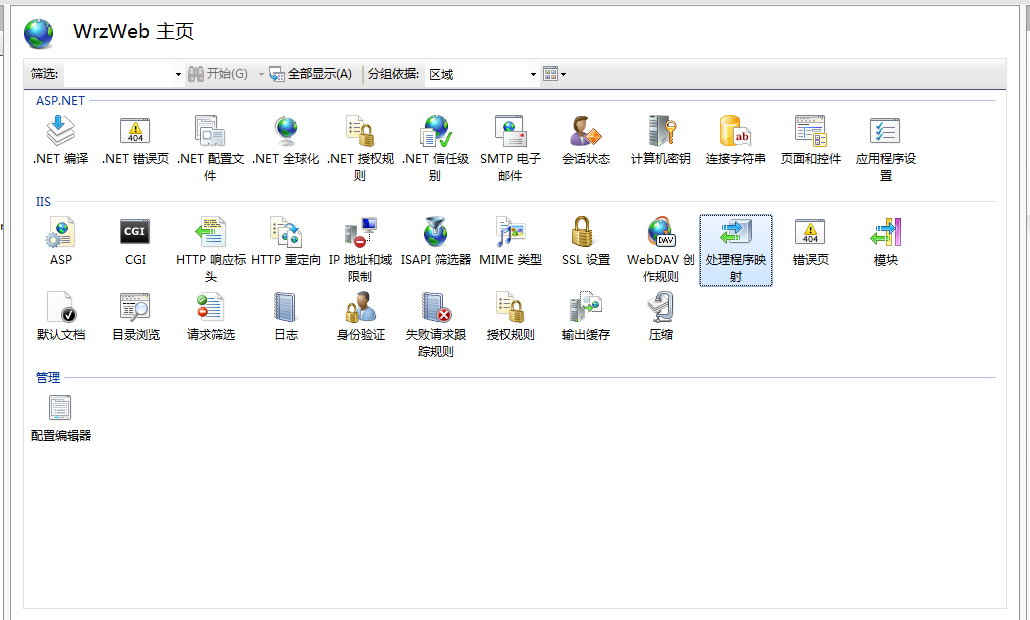 WrzWeb 主页
筛选: 开始(G) 全部显示(A) 分组依据: 区域
ASP.NET
404
ab
.NET 编译 .NET 错误页 .NET 配置文 .NET 全球化 .NET 授权规 .NET 信任级 SMTP 电子 会话状态 计算机密钥 连接字符串 页面和控件 应用程序设
件 则 别 邮件 置
IIS
CGI
DAV
404
ASP CGI HTTP 响应标 HTTP 重定向 IP 地址和域 ISAPI 筛选器 MIME 类型 SSL 设置 WebDAV 创 处理程序映 错误页 模块
头 限制 作规则 射
默认文档 目录浏览 请求筛选 日志 身份验证 失败请求跟 授权规则 输出缓存 压缩
踪规则
管理
配置编辑器